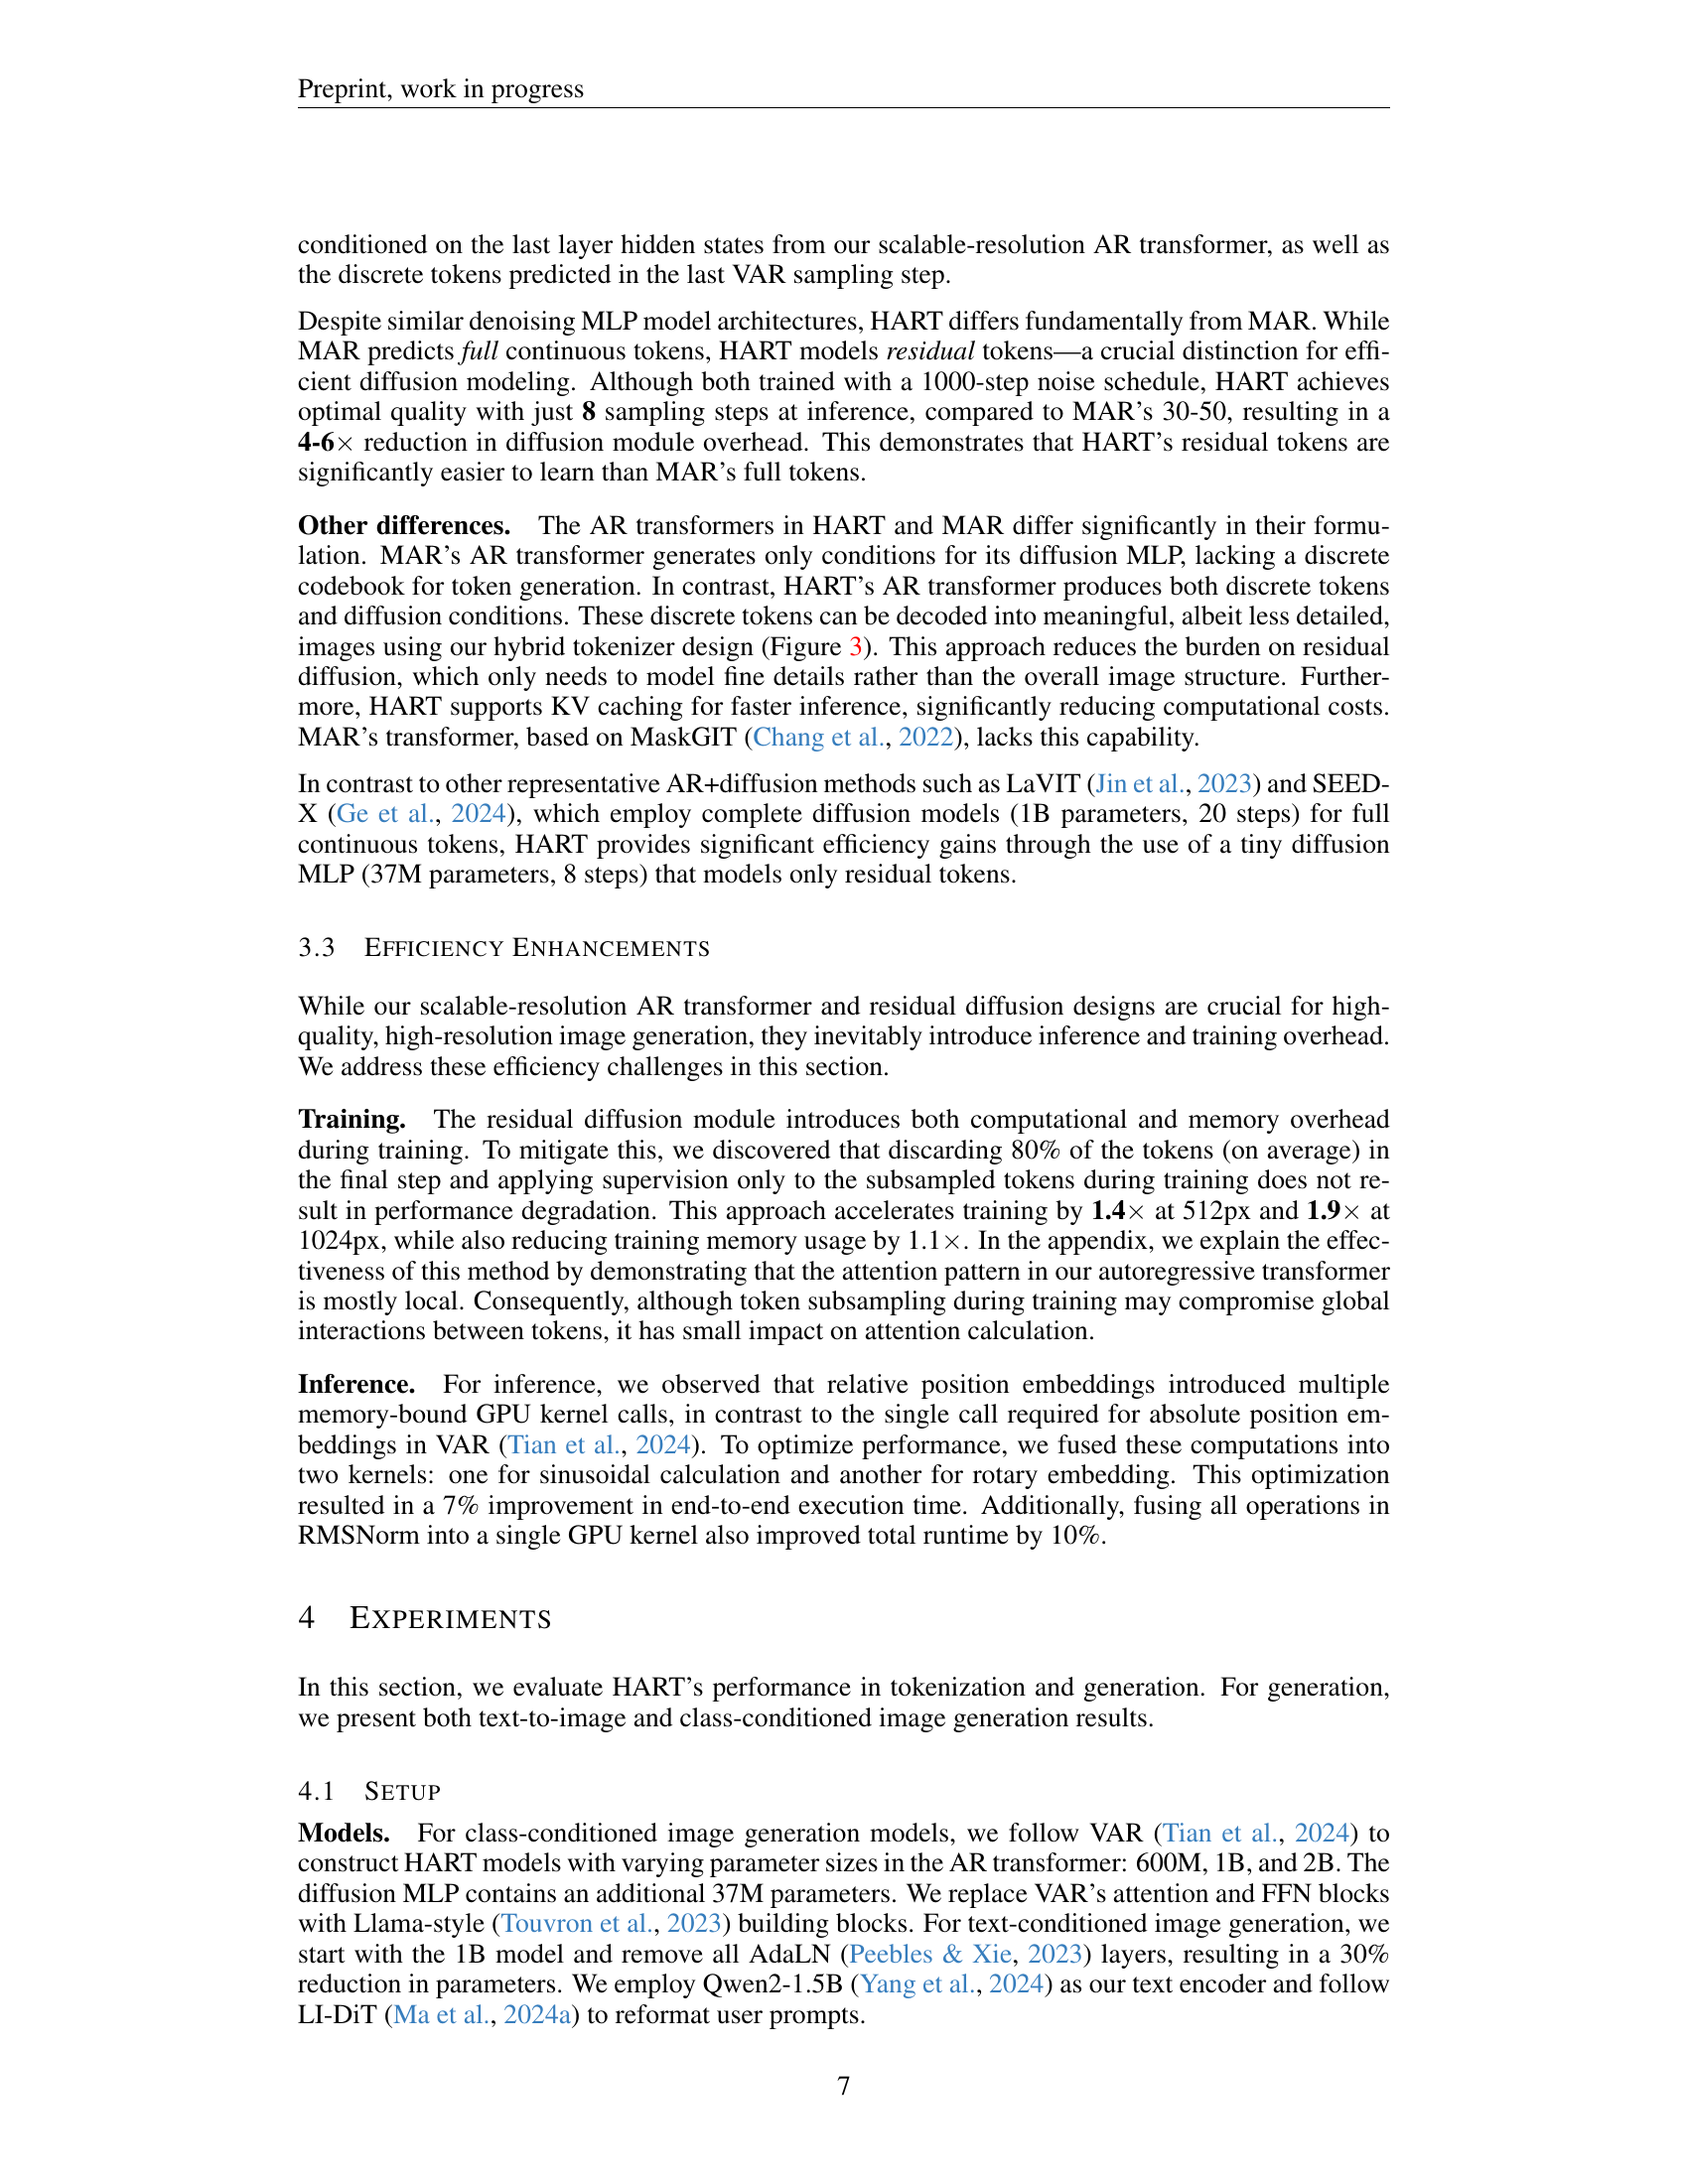 Preprint, work in progress
conditioned on the last layer hidden states from our scalable-resolution AR transformer, as well as
the discrete tokens predicted in the last VAR sampling step.
Despite similar denoising MLP model architectures, HART differs fundamentally from MAR. While
MAR predicts full continuous tokens, HART models residual tokens—a crucial distinction for effi-
cient diffusion modeling. Although both trained with a 1000-step noise schedule, HART achieves
optimal quality with just 8 sampling steps at inference, compared to MAR's 30-50, resulting in a
4-6× reduction in diffusion module overhead. This demonstrates that HART's residual tokens are
significantly easier to learn than MAR's full tokens.
Other differences. The AR transformers in HART and MAR differ significantly in their formu-
lation. MAR's AR transformer generates only conditions for its diffusion MLP, lacking a discrete
codebook for token generation. In contrast, HART's AR transformer produces both discrete tokens
and diffusion conditions. These discrete tokens can be decoded into meaningful, albeit less detailed,
images using our hybrid tokenizer design (Figure 3). This approach reduces the burden on residual
diffusion, which only needs to model fine details rather than the overall image structure. Further-
more, HART supports KV caching for faster inference, significantly reducing computational costs.
MAR's transformer, based on MaskGIT (Chang et al., 2022), lacks this capability.
In contrast to other representative AR+diffusion methods such as LaVIT (Jin et al., 2023) and SEED-
X (Ge et al., 2024), which employ complete diffusion models (1B parameters, 20 steps) for full
continuous tokens, HART provides significant efficiency gains through the use of a tiny diffusion
MLP (37M parameters, 8 steps) that models only residual tokens.
3.3 EFFICIENCY ENHANCEMENTS
While our scalable-resolution AR transformer and residual diffusion designs are crucial for high-
quality, high-resolution image generation, they inevitably introduce inference and training overhead.
We address these efficiency challenges in this section.
Training. The residual diffusion module introduces both computational and memory overhead
during training. To mitigate this, we discovered that discarding 80% of the tokens (on average) in
the final step and applying supervision only to the subsampled tokens during training does not re-
sult in performance degradation. This approach accelerates training by 1.4× at 512px and 1.9× at
1024px, while also reducing training memory usage by 1.1×. In the appendix, we explain the effec-
tiveness of this method by demonstrating that the attention pattern in our autoregressive transformer
is mostly local. Consequently, although token subsampling during training may compromise global
interactions between tokens, it has small impact on attention calculation.
Inference. For inference, we observed that relative position embeddings introduced multiple
memory-bound GPU kernel calls, in contrast to the single call required for absolute position em-
beddings in VAR (Tian et al., 2024). To optimize performance, we fused these computations into
two kernels: one for sinusoidal calculation and another for rotary embedding. This optimization
resulted in a 7% improvement in end-to-end execution time. Additionally, fusing all operations in
RMSNorm into a single GPU kernel also improved total runtime by 10%.
4 EXPERIMENTS
In this section, we evaluate HART's performance in tokenization and generation. For generation,
we present both text-to-image and class-conditioned image generation results.
4.1 SETUP
Models. For class-conditioned image generation models, we follow VAR (Tian et al., 2024) to
construct HART models with varying parameter sizes in the AR transformer: 600M, 1B, and 2B. The
diffusion MLP contains an additional 37M parameters. We replace VAR's attention and FFN blocks
with Llama-style (Touvron et al., 2023) building blocks. For text-conditioned image generation, we
start with the 1B model and remove all AdaLN (Peebles & Xie, 2023) layers, resulting in a 30%
reduction in parameters. We employ Qwen2-1.5B (Yang et al., 2024) as our text encoder and follow
LI-DiT (Ma et al., 2024a) to reformat user prompts.
7